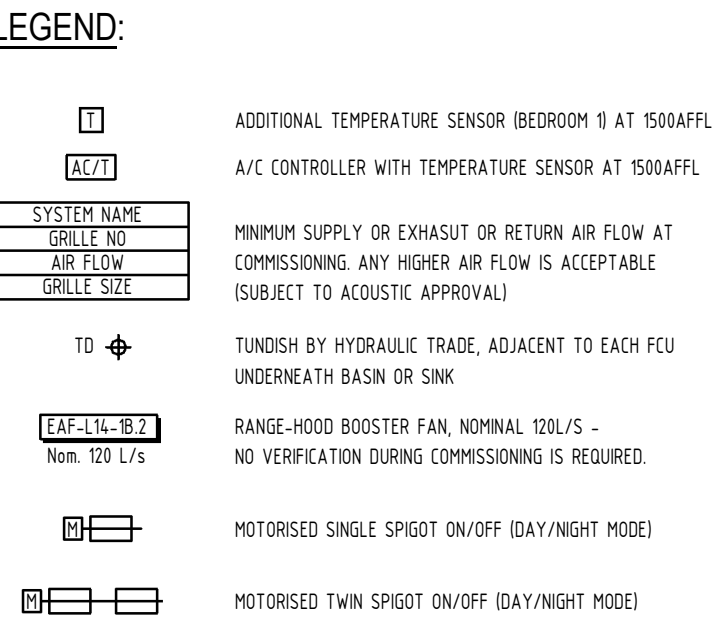 LEGEND:
T
ADDITIONAL TEMPERATURE SENSOR (BEDROOM 1) AT 1500AFFL
AC/T
A/C CONTROLLER WITH TEMPERATURE SENSOR AT 1500AFFL
SYSTEM NAME
GRILLE NO
AIR FLOW
GRILLE SIZE
MINIMUM SUPPLY OR EXHASUT OR RETURN AIR FLOW AT
COMMISSIONING. ANY HIGHER AIR FLOW IS ACCEPTABLE
(SUBJECT TO ACOUSTIC APPROVAL)
TD
TUNDISH BY HYDRAULIC TRADE, ADJACENT TO EACH FCU
UNDERNEATH BASIN OR SINK
EAF-L14-1B.2
Nom. 120 L/s
RANGE-HOOD BOOSTER FAN, NOMINAL 120L/S -
NO VERIFICATION DURING COMMISSIONING IS REQUIRED.
M
MOTORISED SINGLE SPIGOT ON/OFF (DAY/NIGHT MODE)
M
MOTORISED TWIN SPIGOT ON/OFF (DAY/NIGHT MODE)